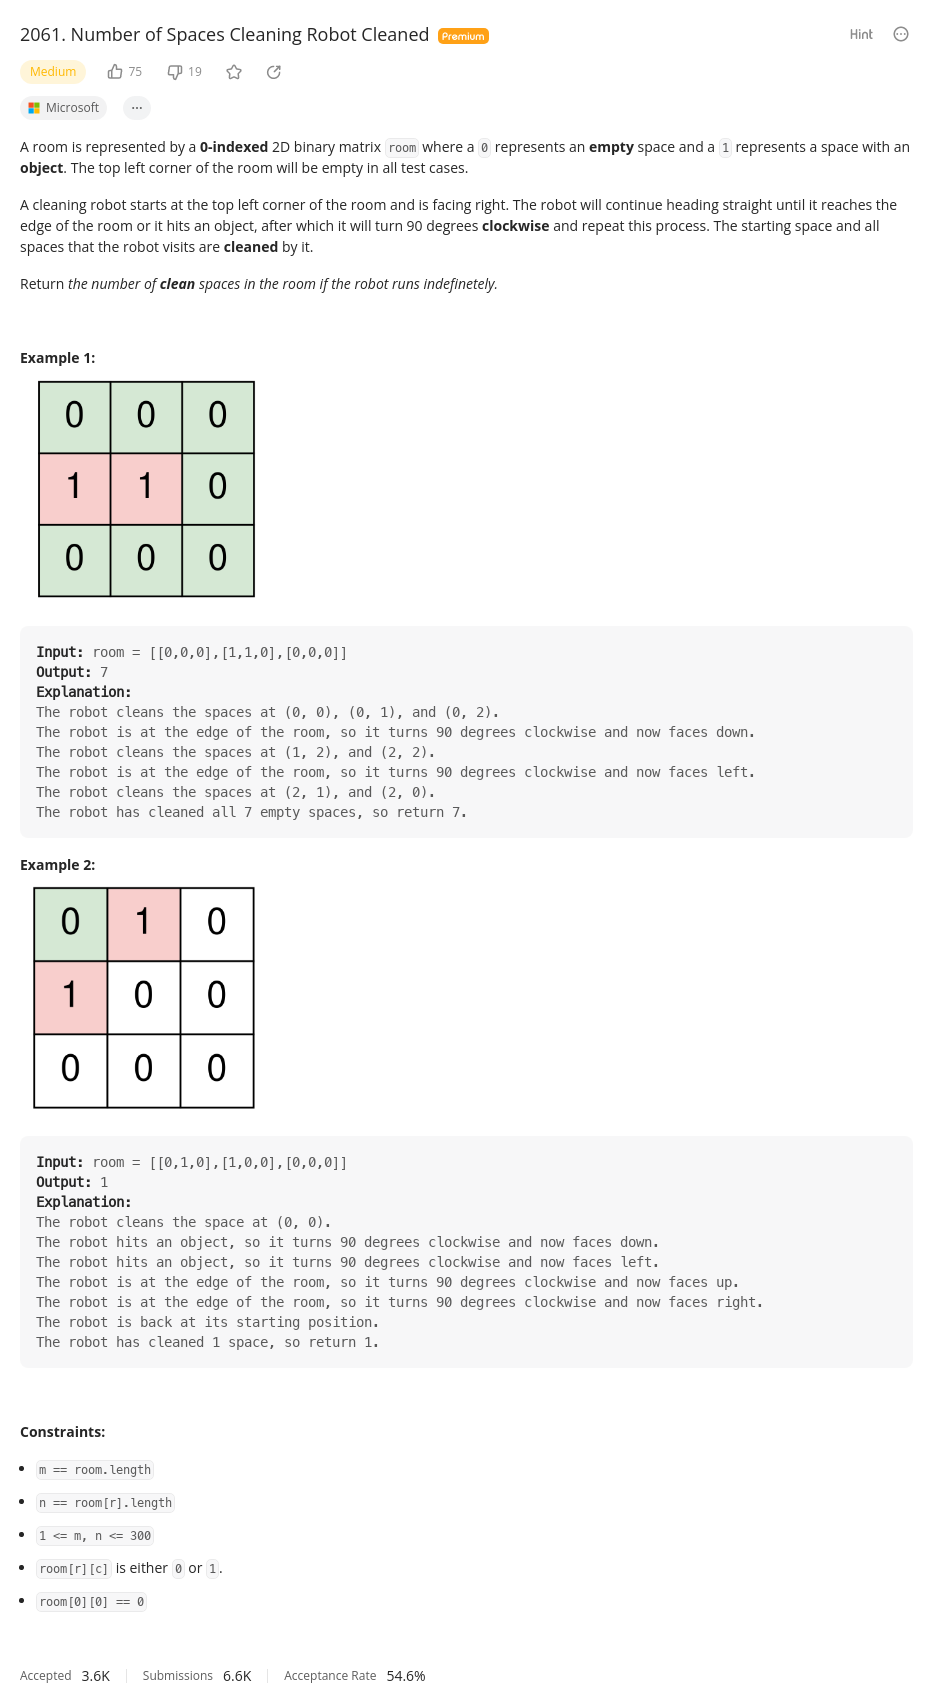 2061. Number of Spaces Cleaning Robot Cleaned Premium Hint
Medium 75 19
Microsoft ...
A room is represented by a 0-indexed 2D binary matrix room where a 0 represents an empty space and a 1 represents a space with an
object. The top left corner of the room will be empty in all test cases.
A cleaning robot starts at the top left corner of the room and is facing right. The robot will continue heading straight until it reaches the
edge of the room or it hits an object, after which it will turn 90 degrees clockwise and repeat this process. The starting space and all
spaces that the robot visits are cleaned by it.
Return the number of clean spaces in the room if the robot runs indefinetely.
Example 1:
0 0 0
1 1 0
0 0 0
Input: room = [[0,0,0],[1,1,0],[0,0,0]]
Output: 7
Explanation:
The robot cleans the spaces at (0, 0), (0, 1), and (0, 2).
The robot is at the edge of the room, so it turns 90 degrees clockwise and now faces down.
The robot cleans the spaces at (1, 2), and (2, 2).
The robot is at the edge of the room, so it turns 90 degrees clockwise and now faces left.
The robot cleans the spaces at (2, 1), and (2, 0).
The robot has cleaned all 7 empty spaces, so return 7.
Example 2:
0 1 0
1 0 0
0 0 0
Input: room = [[0,1,0],[1,0,0],[0,0,0]]
Output: 1
Explanation:
The robot cleans the space at (0, 0).
The robot hits an object, so it turns 90 degrees clockwise and now faces down.
The robot hits an object, so it turns 90 degrees clockwise and now faces left.
The robot is at the edge of the room, so it turns 90 degrees clockwise and now faces up.
The robot is at the edge of the room, so it turns 90 degrees clockwise and now faces right.
The robot is back at its starting position.
The robot has cleaned 1 space, so return 1.
Constraints:
• m == room.length
• n == room[r].length
• 1 <= m, n <= 300
• room[r][c] is either 0 or 1.
• room[0][0] == 0
Accepted 3.6K Submissions 6.6K Acceptance Rate 54.6%